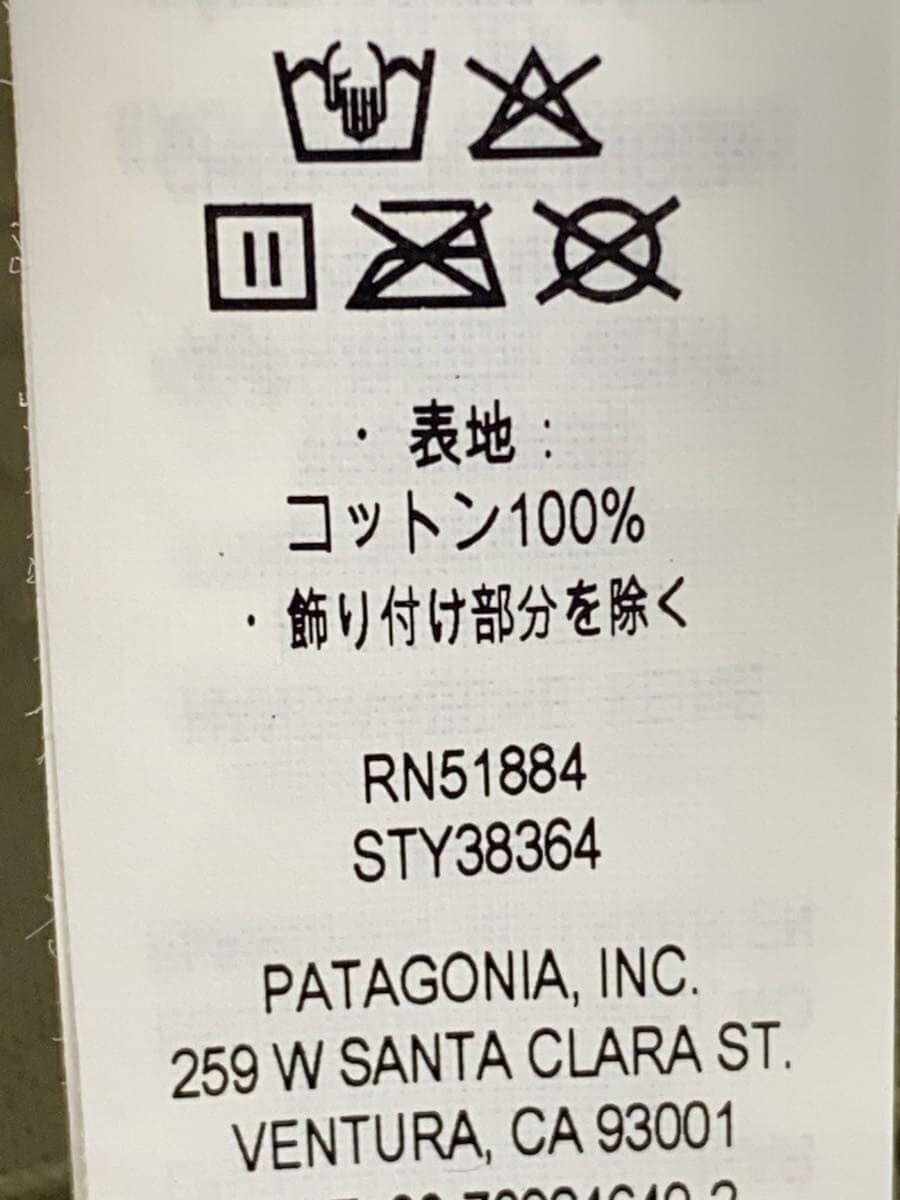 ・表地：
コットン100%
・飾り付け部分を除く
RN51884
STY38364
PATAGONIA, INC.
259 W SANTA CLARA ST.
VENTURA, CA 93001